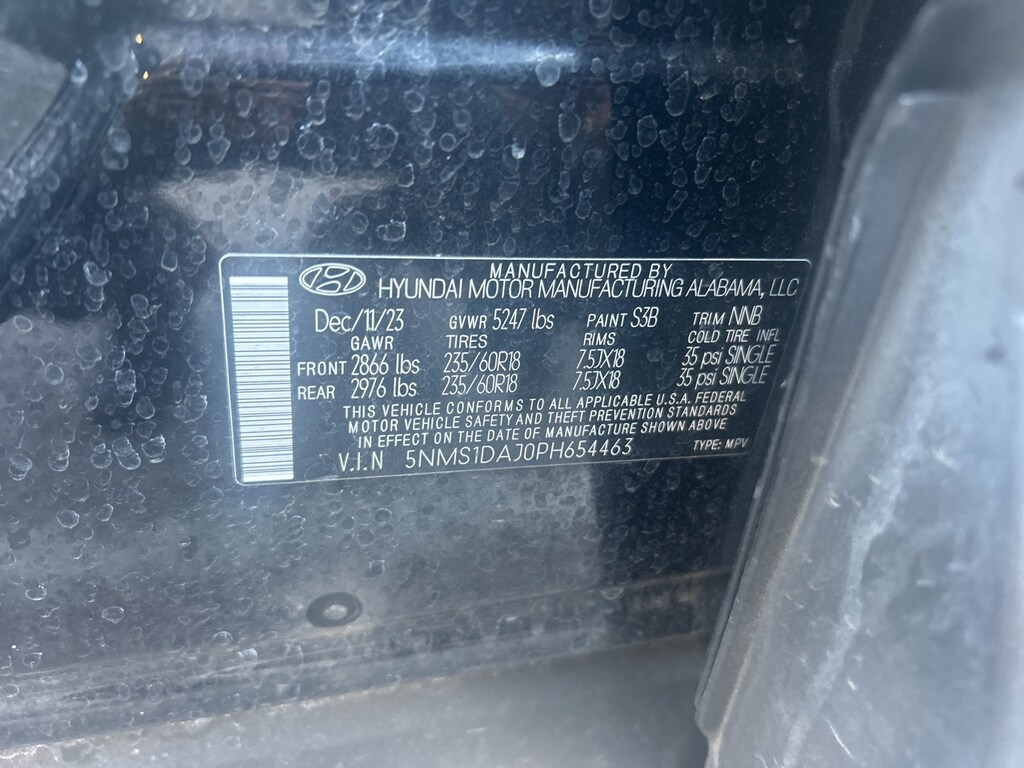 MANUFACTURED BY
HYUNDAI MOTOR MANUFACTURING ALABAMA, LLC
Dec/11/23 GVWR 5247 lbs PAINT S3B TRIM NNB
GAWR TIRES RIMS COLD TIRE INFL
FRONT 2866 lbs 235/60R18 7.5JX18 35 psi SINGLE
REAR 2976 lbs 235/60R18 7.5JX18 35 psi SINGLE
THIS VEHICLE CONFORMS TO ALL APPLICABLE U.S.A. FEDERAL
MOTOR VEHICLE SAFETY AND THEFT PREVENTION STANDARDS
IN EFFECT ON THE DATE OF MANUFACTURE SHOWN ABOVE
V.I.N 5NMS1DAJ0PH654463 TYPE: MPV